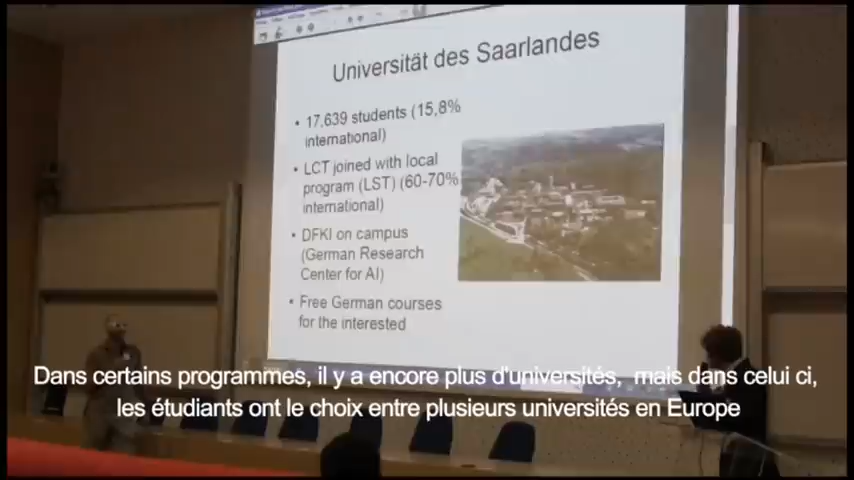 Universität des Saarlandes
• 17,639 students (15,8%
international)
• LCT joined with local
program (LST) (60-70%
international)
• DFKI on campus
(German Research
Center for AI)
• Free German courses
for the interested
Dans certains programmes, il y a encore plus d'universités, mais dans celui ci,
les étudiants ont le choix entre plusieurs universités en Europe